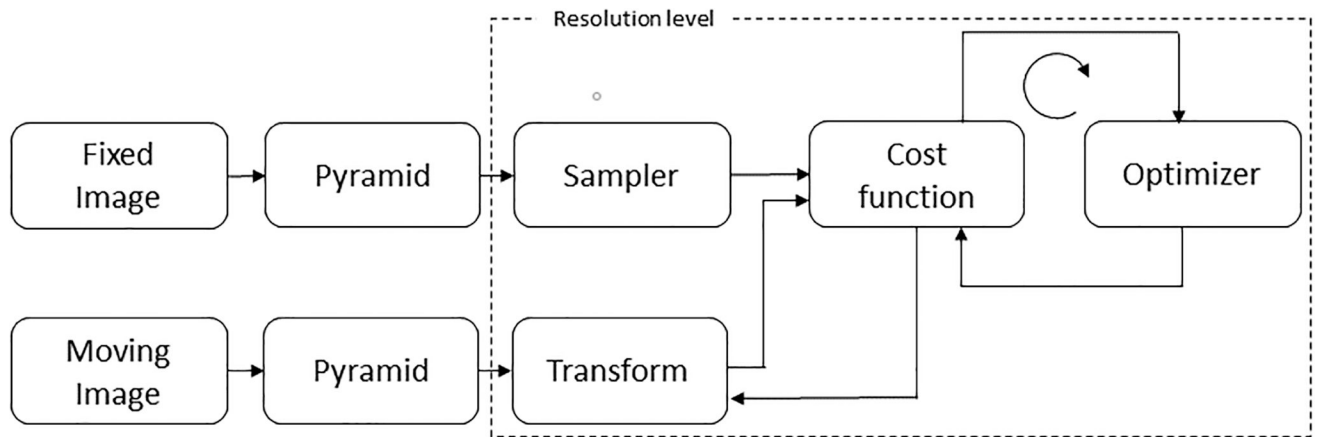 Resolution level
Fixed
Image
Pyramid
Sampler
Cost
function
Optimizer
Moving
Image
Pyramid
Transform